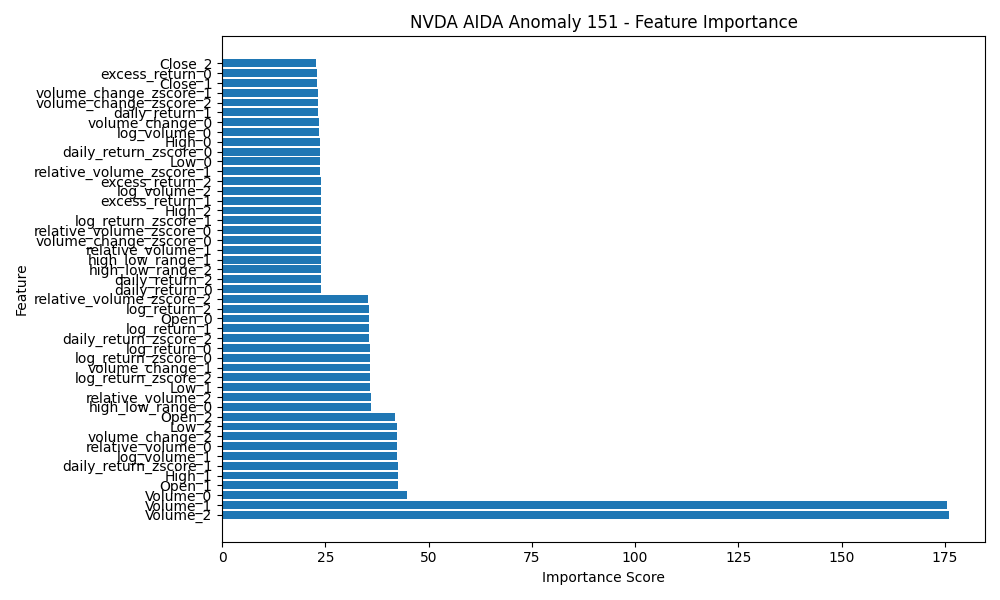 NVDA AIDA Anomaly 151 - Feature Importance
Close_2
excess_return_0
Close_1
volume_change_zscore_1
volume_change_zscore_2
daily_return_1
volume_change_0
log_volume_0
High_0
daily_return_zscore_0
Low_0
relative_volume_zscore_1
excess_return_2
log_volume_2
excess_return_1
High_2
log_return_zscore_1
relative_volume_zscore_0
volume_change_zscore_0
relative_volume_1
high_low_range_1
high_low_range_2
daily_return_2
daily_return_0
relative_volume_zscore_2
log_return_2
Open_0
log_return_1
daily_return_zscore_2
log_return_0
log_return_zscore_0
volume_change_1
log_return_zscore_2
Low_1
relative_volume_2
high_low_range_0
Open_2
Low_2
volume_change_2
relative_volume_0
log_volume_1
daily_return_zscore_1
High_1
Open_1
Volume_0
Volume_1
Volume_2
Feature
0 25 50 75 100 125 150 175
Importance Score